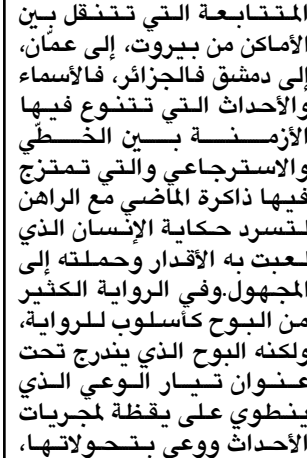 المتتابعة التي تتنقل بين
الأماكن من بيروت، إلى عمّان،
إلى دمشق فالجزائر، فالأسماء
والأحداث التي تتنوع فيها
الأزمنة بين الخطّي
والاسترجاعي والتي تمتزج
فيها ذاكرة الماضي مع الراهن
لتسرد حكاية الإنسان الذي
لعبت به الأقدار وحملته إلى
المجهول.وفي الرواية الكثير
من البوح كأسلوب للرواية،
ولكنه البوح الذي يندرج تحت
عنوان تيار الوعي الذي
ينطوي على يقظة لمجريات
الأحداث ووعي بتحولاتها،